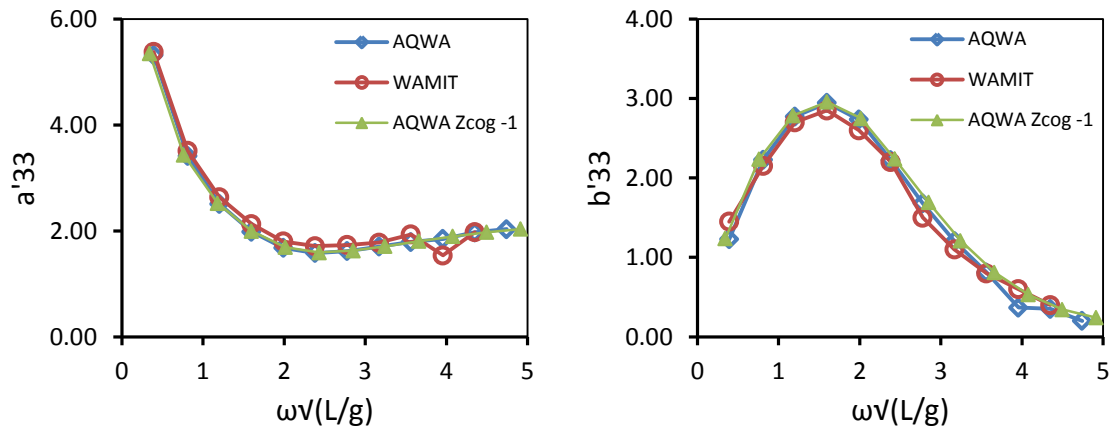 6.00
4.00
2.00
0.00
0
1
2
3
4
5
a'33
ω√(L/g)
AQWA
WAMIT
AQWA Zcog -1
4.00
3.00
2.00
1.00
0.00
0
1
2
3
4
5
b'33
ω√(L/g)
AQWA
WAMIT
AQWA Zcog -1